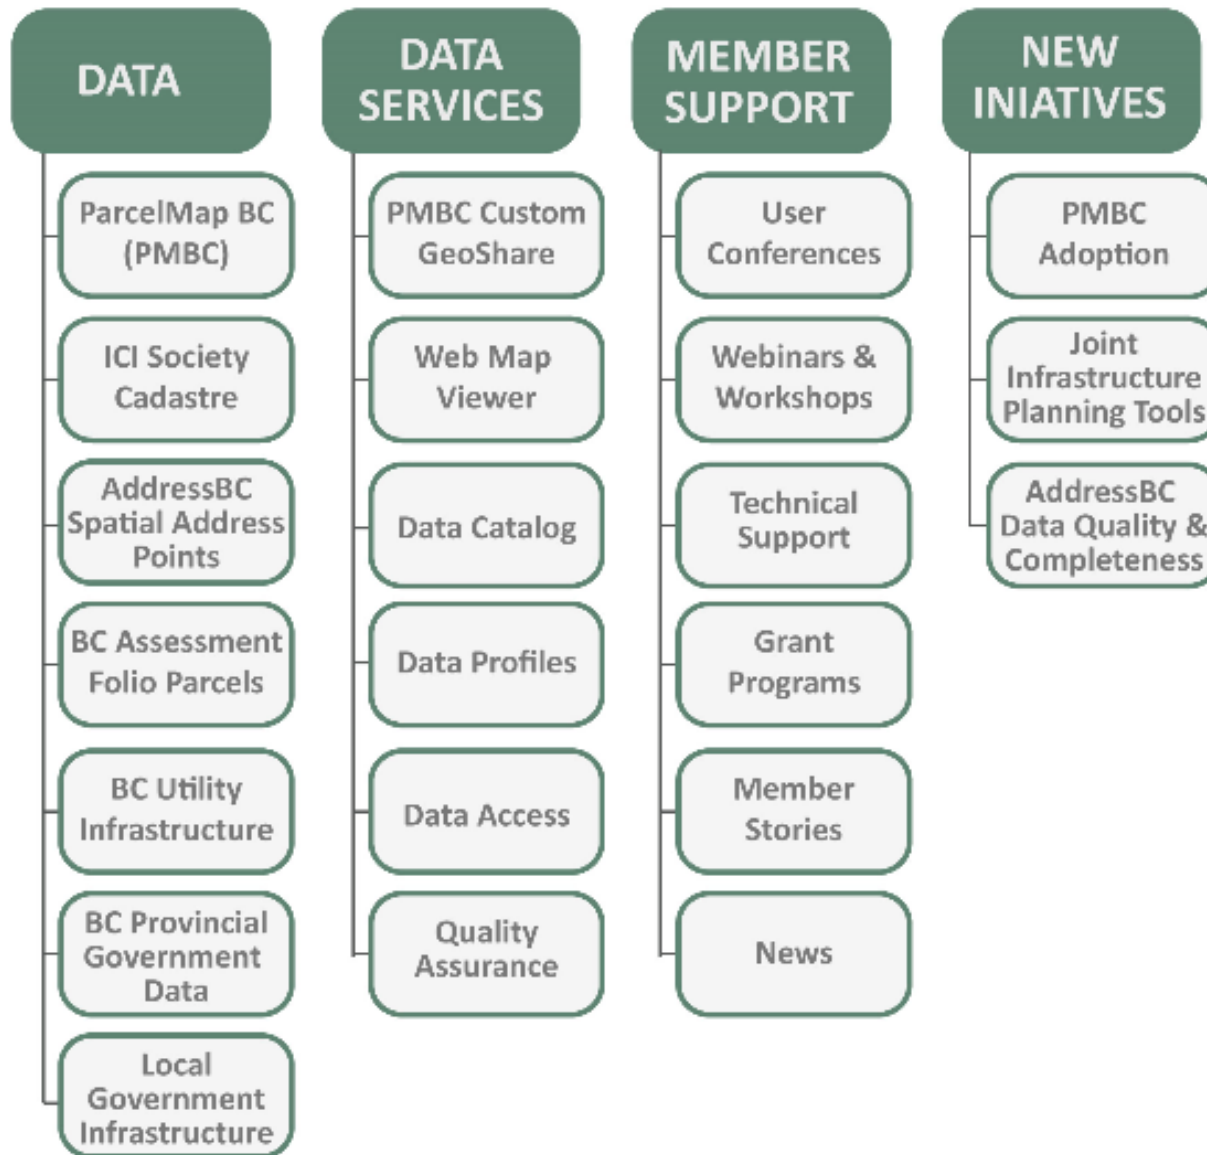 DATA
ParcelMap BC
(PMBC)
ICI Society
Cadastre
AddressBC
Spatial Address
Points
BC Assessment
Folio Parcels
BC Utility
Infrastructure
BC Provincial
Government
Data
Local
Government
Infrastructure
DATA
SERVICES
PMBC Custom
GeoShare
Web Map
Viewer
Data Catalog
Data Profiles
Data Access
Quality
Assurance
MEMBER
SUPPORT
User
Conferences
Webinars &
Workshops
Technical
Support
Grant
Programs
Member
Stories
News
NEW
INIATIVES
PMBC
Adoption
Joint
Infrastructure
Planning Tools
AddressBC
Data Quality &
Completeness